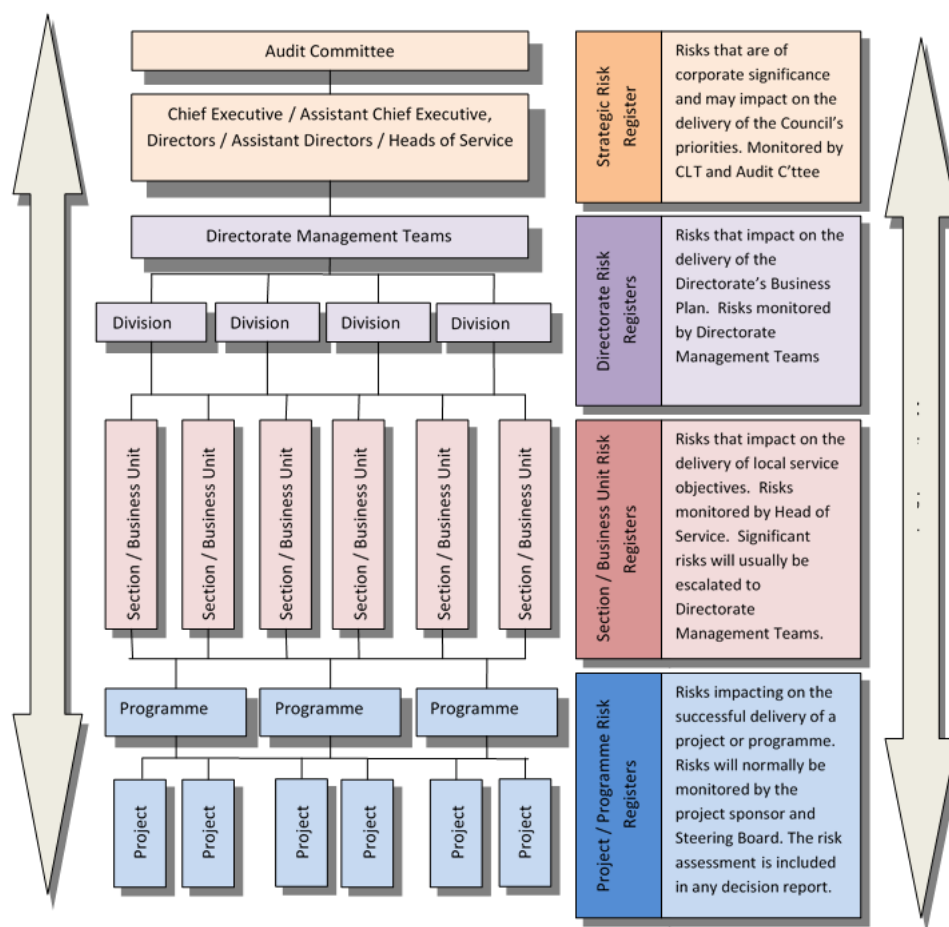 Audit Committee
Chief Executive / Assistant Chief Executive,
Directors / Assistant Directors / Heads of Service
Strategic Risk
Register
Risks that are of
corporate significance
and may impact on the
delivery of the Council’s
priorities. Monitored by
CLT and Audit C’ttee
Directorate Management Teams
Division
Division
Division
Division
Directorate Risk
Registers
Risks that impact on the
delivery of the
Directorate’s Business
Plan. Risks monitored
by Directorate
Management Teams
Section / Business Unit
Section / Business Unit
Section / Business Unit
Section / Business Unit
Section / Business Unit
Section / Business Unit
Section / Business Unit Risk
Registers
Risks that impact on the
delivery of local service
objectives. Risks
monitored by Head of
Service. Significant
risks will usually be
escalated to
Directorate
Management Teams.
Programme
Programme
Programme
Project
Project
Project
Project
Project
Project
Project / Programme Risk
Registers
Risks impacting on the
successful delivery of a
project or programme.
Risks will normally be
monitored by the
project sponsor and
Steering Board. The risk
assessment is included
in any decision report.